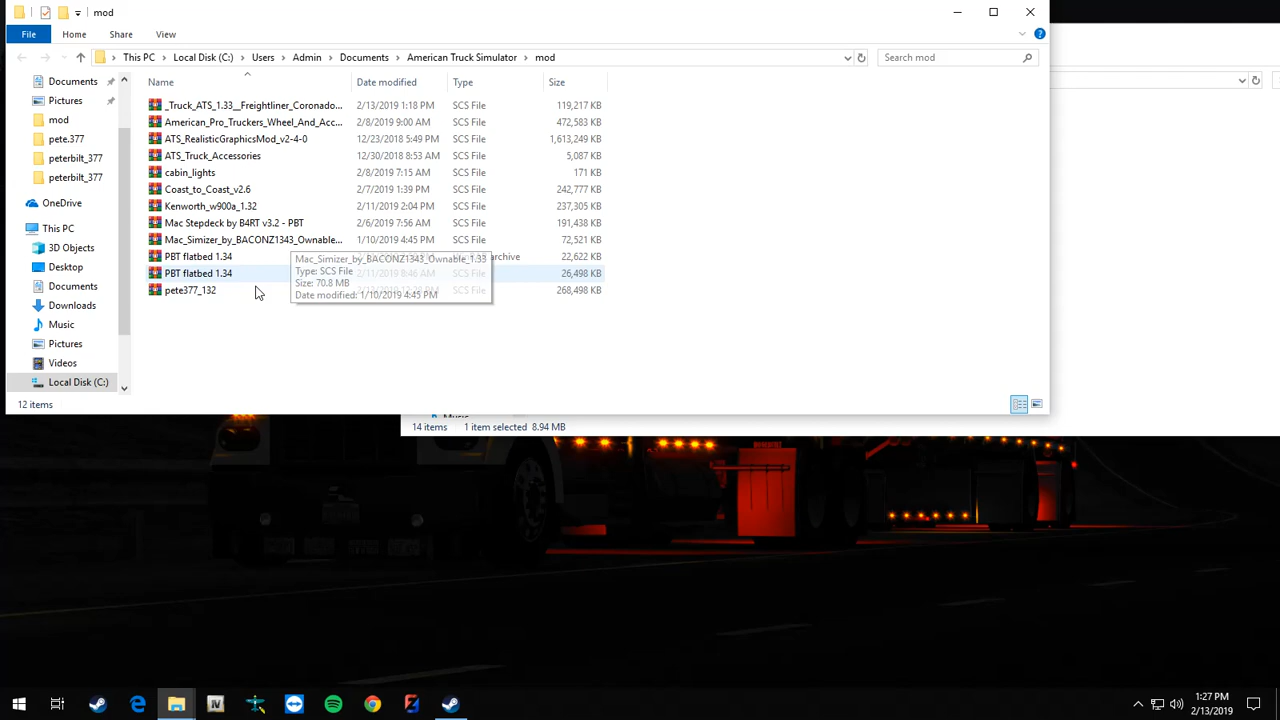 mod
File Home Share View
This PC Local Disk (C:) Users Admin Documents American Truck Simulator mod Search mod
Documents Name Date modified Type Size
Pictures _Truck_ATS_1.33__Freightliner_Coronado... 2/13/2019 1:18 PM SCS File 119,217 KB
mod American_Pro_Truckers_Wheel_And_Acc... 2/8/2019 9:00 AM SCS File 472,583 KB
pete.377 ATS_RealisticGraphicsMod_v2-4-0 12/23/2018 5:49 PM SCS File 1,613,249 KB
peterbilt_377 ATS_Truck_Accessories 12/30/2018 8:53 AM SCS File 5,087 KB
peterbilt_377 cabin_lights 2/8/2019 7:15 AM SCS File 171 KB
Coast_to_Coast_v2.6 2/7/2019 1:39 PM SCS File 242,777 KB
OneDrive Kenworth_w900a_1.32 2/11/2019 2:04 PM SCS File 237,305 KB
This PC Mac Stepdeck by B4RT v3.2 - PBT 2/6/2019 7:56 AM SCS File 191,438 KB
3D Objects Mac_Simizer_by_BACONZ1343_Ownable... 1/10/2019 4:45 PM SCS File 72,521 KB
Desktop PBT flatbed 1.34 Mac_Simizer_by_BACONZ1343_Ownable_1.33 archive 22,622 KB
Documents PBT flatbed 1.34 Type: SCS File 2/11/2019 8:46 AM SCS File 26,498 KB
Size: 70.8 MB
pete377_132 Date modified: 1/10/2019 4:45 PM SCS File 268,498 KB
Downloads
Music
Pictures
Videos
Local Disk (C:)
12 items
Music
14 items 1 item selected 8.94 MB
IV
1:27 PM
2/13/2019